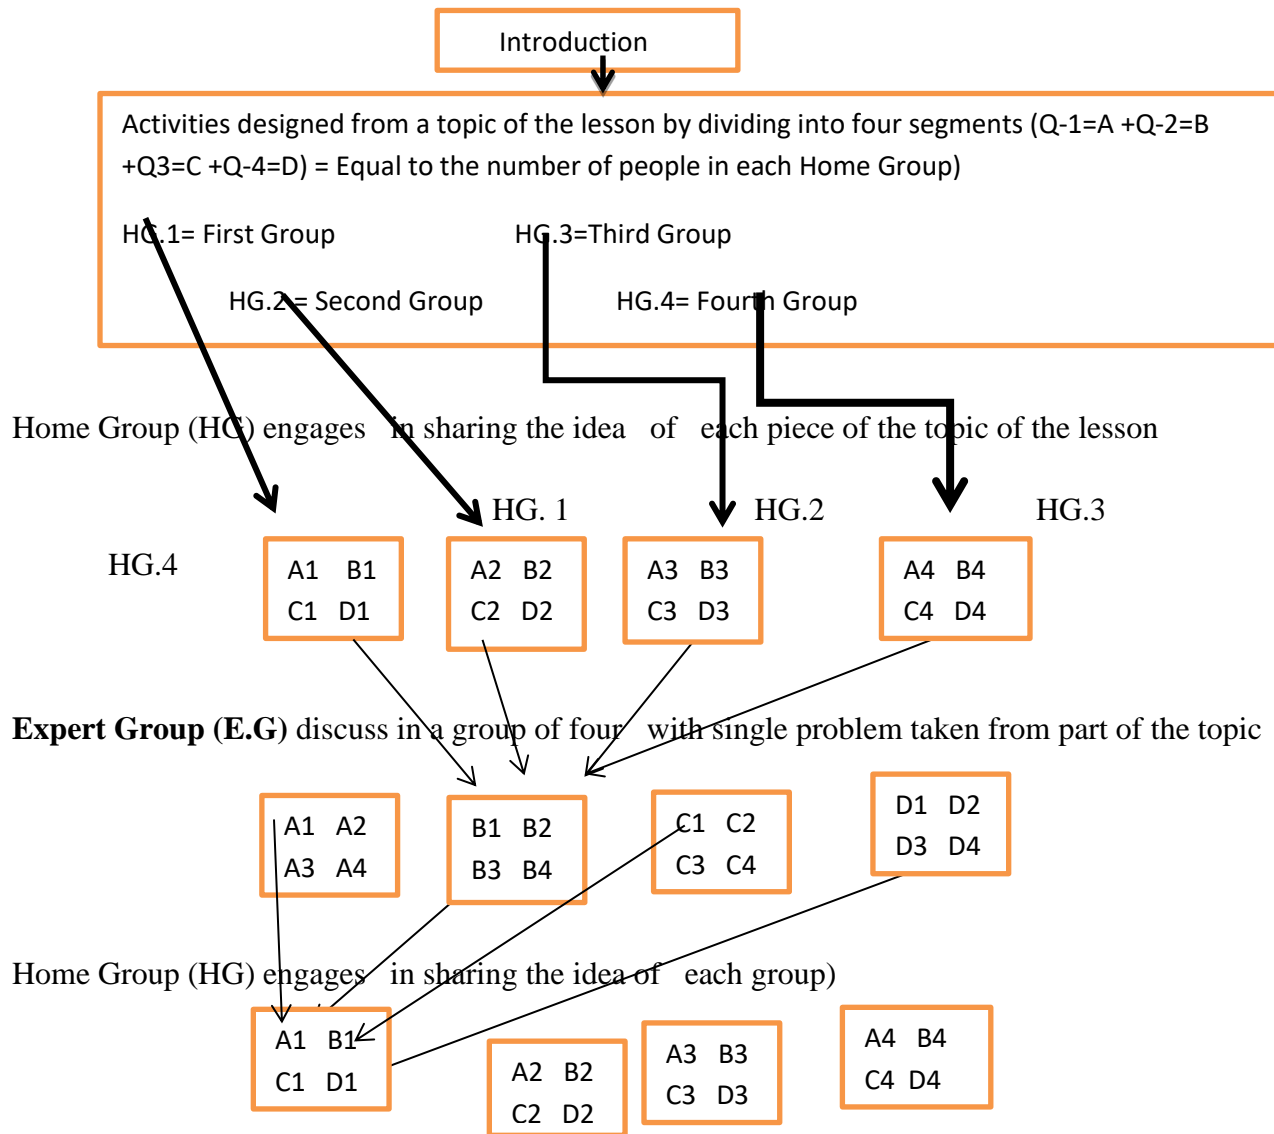 Introduction
Activities designed from a topic of the lesson by dividing into four segments (Q-1=A +Q-2=B
+Q3=C +Q-4=D) = Equal to the number of people in each Home Group)
HG.1= First Group HG.3=Third Group
HG.2 = Second Group HG.4= Fourth Group
Home Group (HG) engages in sharing the idea of each piece of the topic of the lesson
HG. 1 HG.2 HG.3
HG.4
A1 B1 A2 B2 A3 B3 A4 B4
C1 D1 C2 D2 C3 D3 C4 D4
Expert Group (E.G) discuss in a group of four with single problem taken from part of the topic
A1 A2 B1 B2 C1 C2 D1 D2
A3 A4 B3 B4 C3 C4 D3 D4
Home Group (HG) engages in sharing the idea of each group)
A1 B1 A2 B2 A3 B3 A4 B4
C1 D1 C2 D2 C3 D3 C4 D4